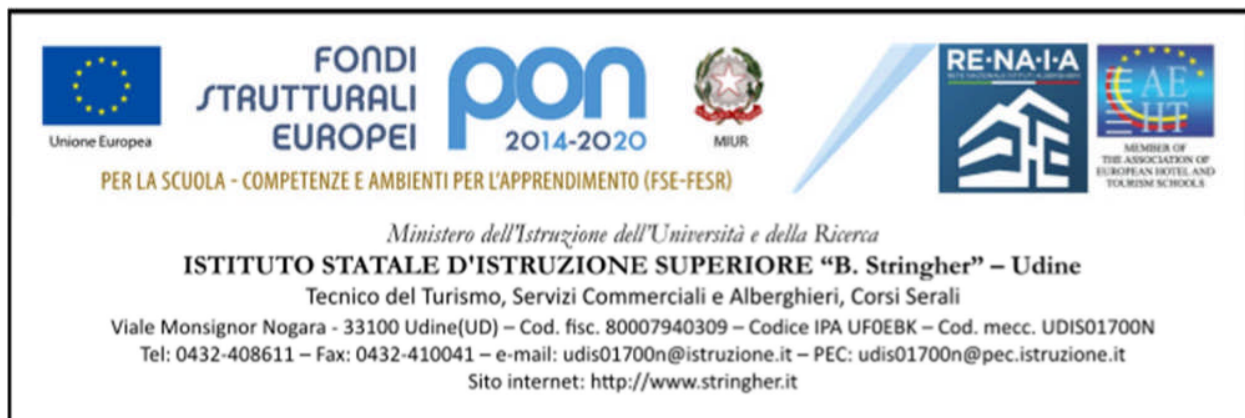 Unione Europea
FONDI
STRUTTURALI
EUROPEI
pon
2014-2020
MIUR
PER LA SCUOLA - COMPETENZE E AMBIENTI PER L'APPRENDIMENTO (FSE-FESR)
RE-NA-I-A
RETE NAZIONALE ISTITUTI ALBERGHIERI
AE
HT
MEMBER OF
THE ASSOCIATION OF
EUROPEAN HOTEL AND
TOURISM SCHOOLS
Ministero dell'Istruzione dell'Università e della Ricerca
ISTITUTO STATALE D'ISTRUZIONE SUPERIORE “B. Stringher” – Udine
Tecnico del Turismo, Servizi Commerciali e Alberghieri, Corsi Serali
Viale Monsignor Nogara - 33100 Udine(UD) – Cod. fisc. 80007940309 – Codice IPA UF0EBK – Cod. mecc. UDIS01700N
Tel: 0432-408611 – Fax: 0432-410041 – e-mail: udis01700n@istruzione.it – PEC: udis01700n@pec.istruzione.it
Sito internet: http://www.stringher.it